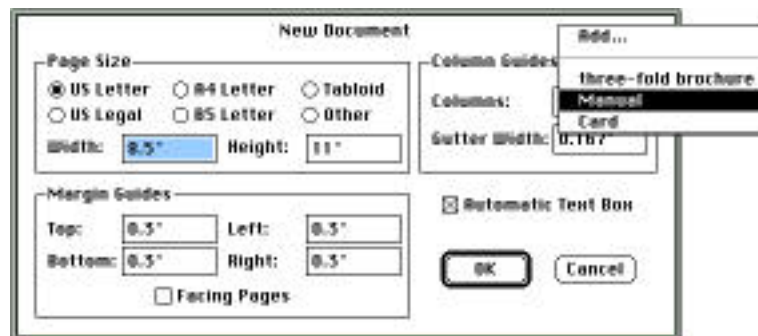 New Document
Add...
three-fold brochure
Manual
Card
Page Size
US Letter A4 Letter Tabloid
US Legal B5 Letter Other
Width: 8.5" Height: 11"
Column Guides
Columns:
Gutter Width: 0.167"
Margin Guides
Top: 0.5" Left: 0.5"
Bottom: 0.5" Right: 0.5"
Facing Pages
Automatic Text Box
OK Cancel